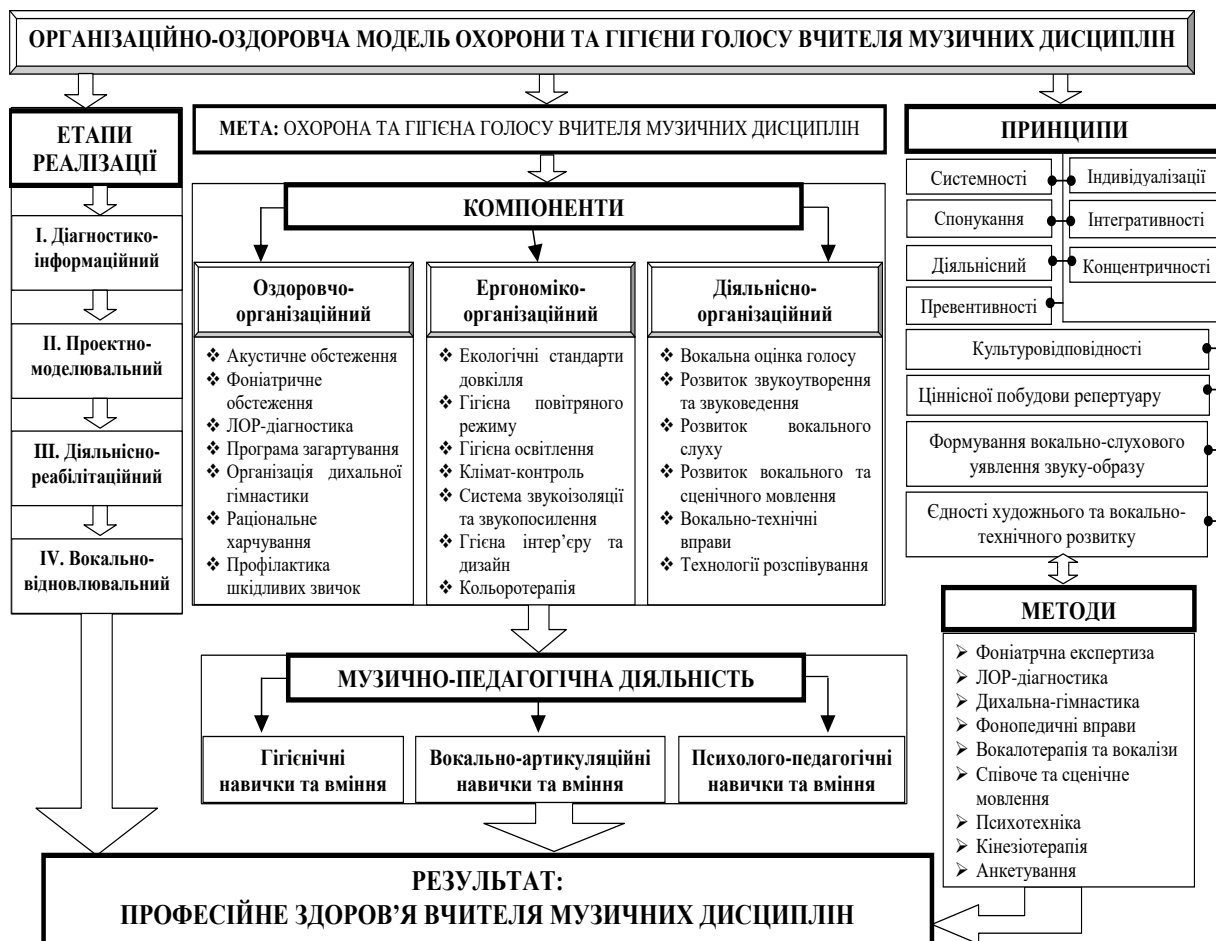 ОРГАНІЗАЦІЙНО-ОЗДОРОВЧА МОДЕЛЬ ОХОРОНИ ТА ГІГІЄНИ ГОЛОСУ ВЧИТЕЛЯ МУЗИЧНИХ ДИСЦИПЛІН
ЕТАПИ
РЕАЛІЗАЦІЇ
І. Діагностико-
інформаційний
ІІ. Проектно-
моделювальний
ІІІ. Діяльнісно-
реабілітаційний
IV. Вокально-
відновлювальний
МЕТА: ОХОРОНА ТА ГІГІЄНА ГОЛОСУ ВЧИТЕЛЯ МУЗИЧНИХ ДИСЦИПЛІН
КОМПОНЕНТИ
Оздоровчо-
організаційний
❖ Акустичне обстеження
❖ Фоніатричне
обстеження
❖ ЛОР-діагностика
❖ Програма загартування
❖ Організація дихальної
гімнастики
❖ Раціональне
харчування
❖ Профілактика
шкідливих звичок
Ергономіко-
організаційний
❖ Екологічні стандарти
довкілля
❖ Гігієна повітряного
режиму
❖ Гігієна освітлення
❖ Клімат-контроль
❖ Система звукоізоляції
та звукопосилення
❖ Ггієна інтер’єру та
дизайн
❖ Кольоротерапія
Діяльнісно-
організаційний
❖ Вокальна оцінка голосу
❖ Розвиток звукоутворення
та звуковедення
❖ Розвиток вокального
слуху
❖ Розвиток вокального та
сценічного мовлення
❖ Вокально-технічні
вправи
❖ Технології розспівування
МУЗИЧНО-ПЕДАГОГІЧНА ДІЯЛЬНІСТЬ
Гігієнічні
навички та вміння
Вокально-артикуляційні
навички та вміння
Психолого-педагогічні
навички та вміння
ПРИНЦИПИ
Системності
Індивідуалізації
Спонукання
Інтегративності
Діяльнісний
Концентричності
Превентивності
Культуровідповідності
Ціннісної побудови репертуару
Формування вокально-слухового
уявлення звуку-образу
Єдності художнього та вокально-
технічного розвитку
МЕТОДИ
➢ Фоніатрчна експертиза
➢ ЛОР-діагностика
➢ Дихальна-гімнастика
➢ Фонопедичні вправи
➢ Вокалотерапія та вокалізи
➢ Співоче та сценічне
мовлення
➢ Психотехніка
➢ Кінезіотерапія
➢ Анкетування
РЕЗУЛЬТАТ:
ПРОФЕСІЙНЕ ЗДОРОВ’Я ВЧИТЕЛЯ МУЗИЧНИХ ДИСЦИПЛІН